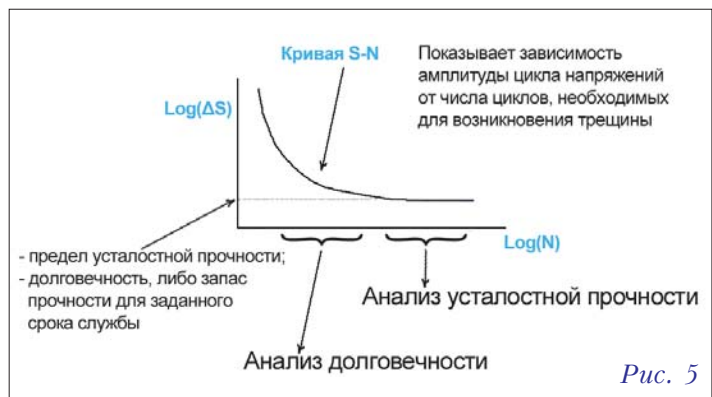 Кривая S-N
Показывает зависимость
амплитуды цикла напряжений
от числа циклов, необходимых
для возникновения трещины
Log(ΔS)
Log(N)
- предел усталостной прочности;
- долговечность, либо запас
прочности для заданного
срока службы
Анализ усталостной прочности
Анализ долговечности
Рис. 5